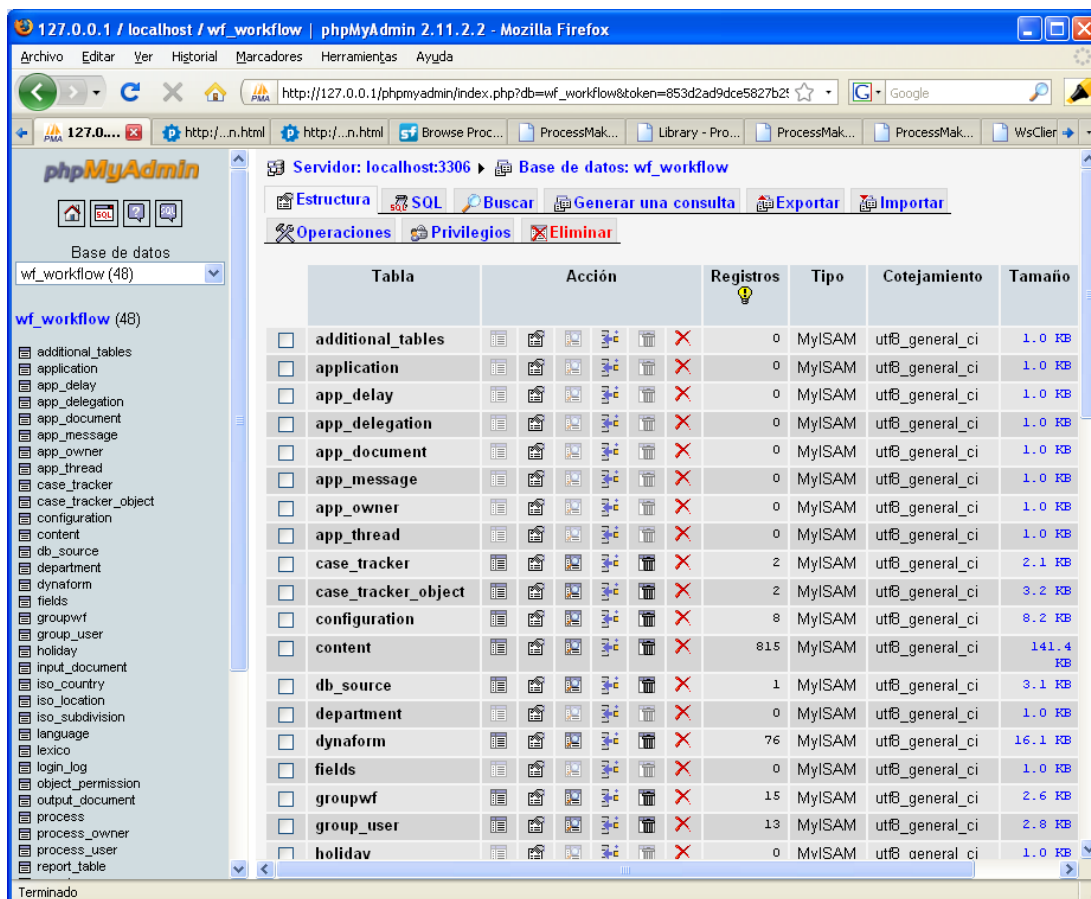 127.0.0.1 / localhost / wf_workflow | phpMyAdmin 2.11.2.2 - Mozilla Firefox
Archivo Editar Ver Historial Marcadores Herramientas Ayuda
PMA http://127.0.0.1/phpmyadmin/index.php?db=wf_workflow&token=853d2ad9dce5827b2 G Google
PMA 127.0.... http:/...n.html http:/...n.html Browse Proc... ProcessMak... Library - Pro... ProcessMak... ProcessMak... WsClier
phpMyAdmin
SQL ? SQL
Base de datos
wf_workflow (48)
wf_workflow (48)
additional_tables
application
app_delay
app_delegation
app_document
app_message
app_owner
app_thread
case_tracker
case_tracker_object
configuration
content
db_source
department
dynaform
fields
groupwf
group_user
holiday
input_document
iso_country
iso_location
iso_subdivision
language
lexico
login_log
object_permission
output_document
process
process_owner
process_user
report_table
Servidor: localhost:3306 Base de datos: wf_workflow
Estructura SQL Buscar Generar una consulta Exportar Importar
Operaciones Privilegios Eliminar
Tabla Acción Registros Tipo Cotejamiento Tamaño
additional_tables 0 MyISAM utf8_general_ci 1.0 KB
application 0 MyISAM utf8_general_ci 1.0 KB
app_delay 0 MyISAM utf8_general_ci 1.0 KB
app_delegation 0 MyISAM utf8_general_ci 1.0 KB
app_document 0 MyISAM utf8_general_ci 1.0 KB
app_message 0 MyISAM utf8_general_ci 1.0 KB
app_owner 0 MyISAM utf8_general_ci 1.0 KB
app_thread 0 MyISAM utf8_general_ci 1.0 KB
case_tracker 2 MyISAM utf8_general_ci 2.1 KB
case_tracker_object 2 MyISAM utf8_general_ci 3.2 KB
configuration 8 MyISAM utf8_general_ci 8.2 KB
content 815 MyISAM utf8_general_ci 141.4
KB
db_source 1 MyISAM utf8_general_ci 3.1 KB
department 0 MyISAM utf8_general_ci 1.0 KB
dynaform 76 MyISAM utf8_general_ci 16.1 KB
fields 0 MyISAM utf8_general_ci 1.0 KB
groupwf 15 MyISAM utf8_general_ci 2.6 KB
group_user 13 MyISAM utf8_general_ci 2.8 KB
holiday 0 MyISAM utf8_general_ci 1.0 KB
Terminado